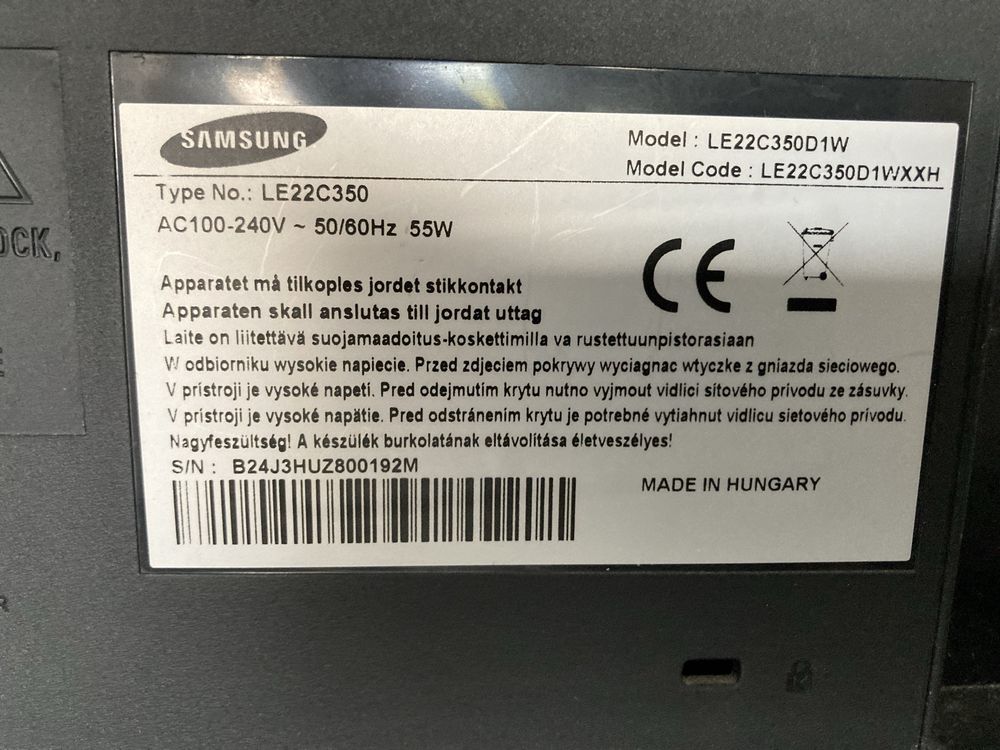 SAMSUNG
Model : LE22C350D1W
Model Code : LE22C350D1WXXH
Type No.: LE22C350
AC100-240V ~ 50/60Hz 55W
CE
Apparatet må tilkoples jordet stikkontakt
Apparaten skall anslutas till jordat uttag
Laite on liitettävä suojamaadoitus-koskettimilla va rustettuunpistorasiaan
W odbiorniku wysokie napiecie. Przed zdjeciem pokrywy wyciagnac wtyczke z gniazda sieciowego.
V prístroji je vysoké napetí. Pred odejmutím krytu nutno vyjmout vidlici sítového prívodu ze zásuvky.
V prístroji je vysoké napätie. Pred odstránením krytu je potrebné vytiahnut vidlicu sietového prívodu.
Nagyfeszültség! A készülék burkolatának eltávolítása életveszélyes!
S/N : B24J3HUZ800192M
MADE IN HUNGARY